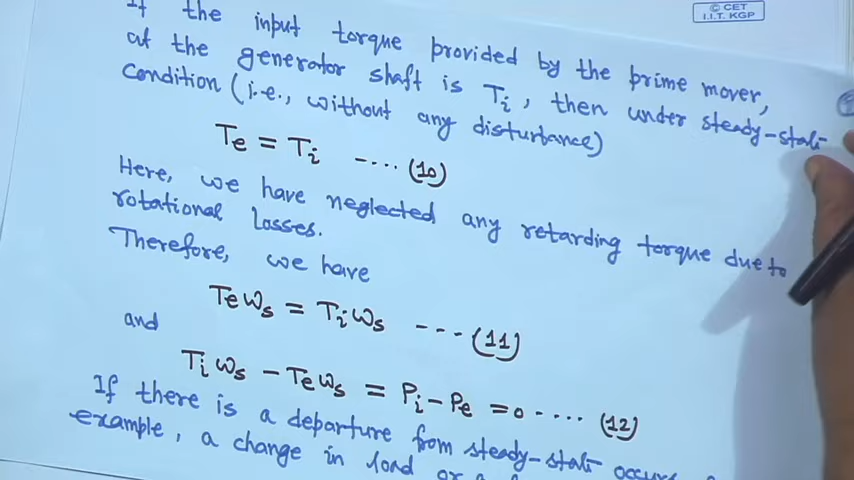 © CET
I.I.T. KGP
If the input torque provided by the prime mover,
at the generator shaft is Ti, then under steady-state
condition (i.e., without any disturbance)
Te = Ti ---- (10)
Here, we have neglected any retarding torque due to
rotational losses.
Therefore, we have
Teωs = Tiωs ---- (11)
and
Tiωs - Teωs = Pi - Pe = 0 ---- (12)
If there is a departure from steady-state occurs
example, a change in load or a